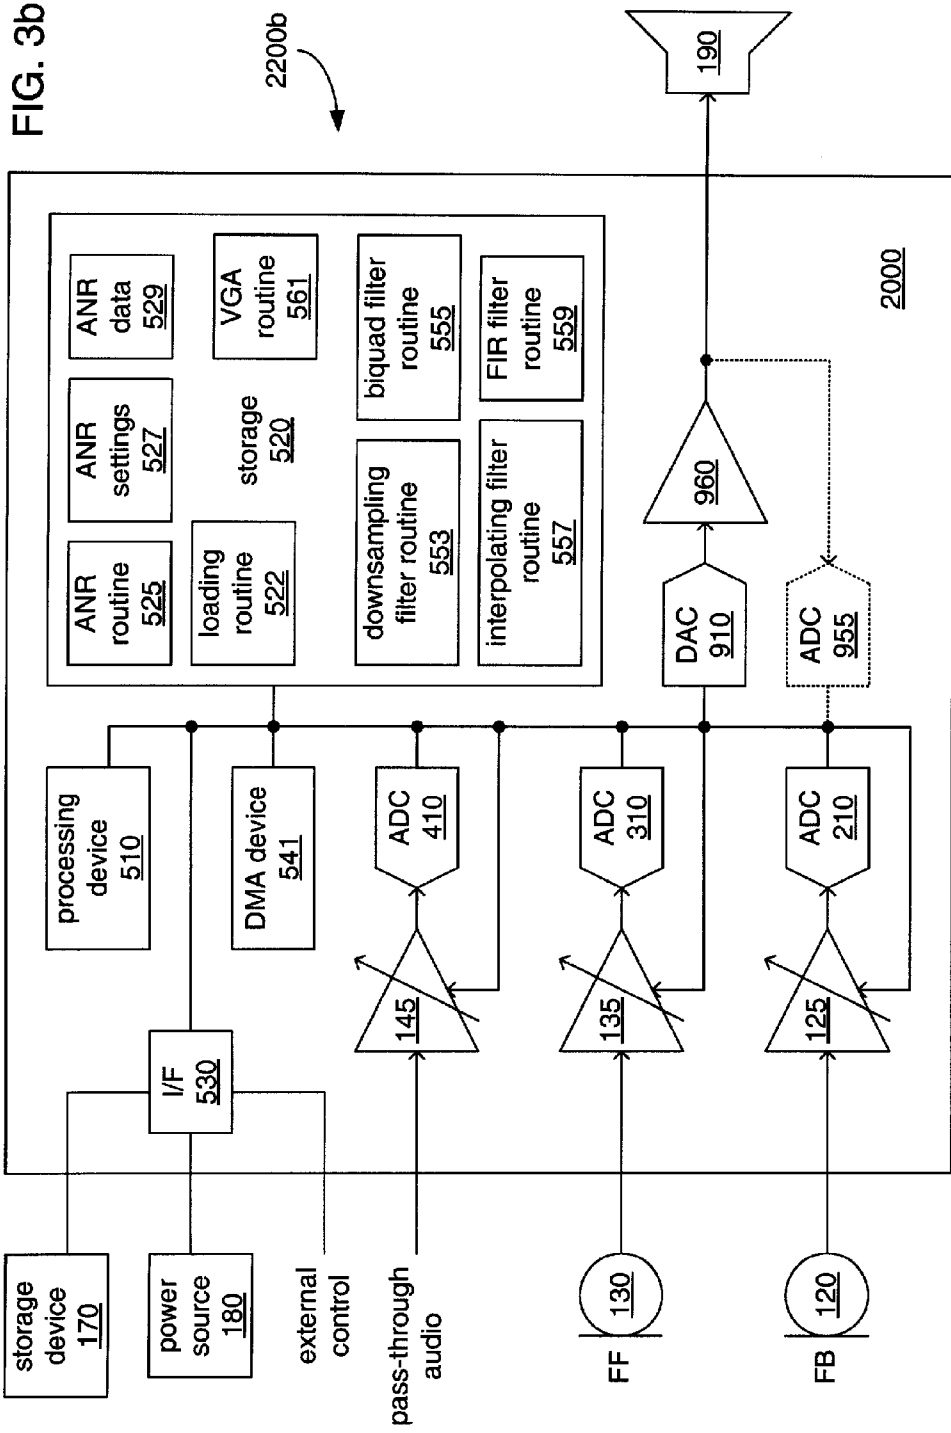 FIG. 3b
2200b
storage
device
170
power
source
180
external
control
pass-through
audio
FF
130
FB
120
I/F
530
processing
device
510
DMA device
541
145
ADC
410
135
ADC
310
125
ADC
210
ANR
routine
525
ANR
settings
527
ANR
data
529
loading
routine
522
storage
520
VGA
routine
561
downsampling
filter routine
553
biquad filter
routine
555
interpolating filter
routine
557
FIR filter
routine
559
DAC
910
960
ADC
955
190
2000